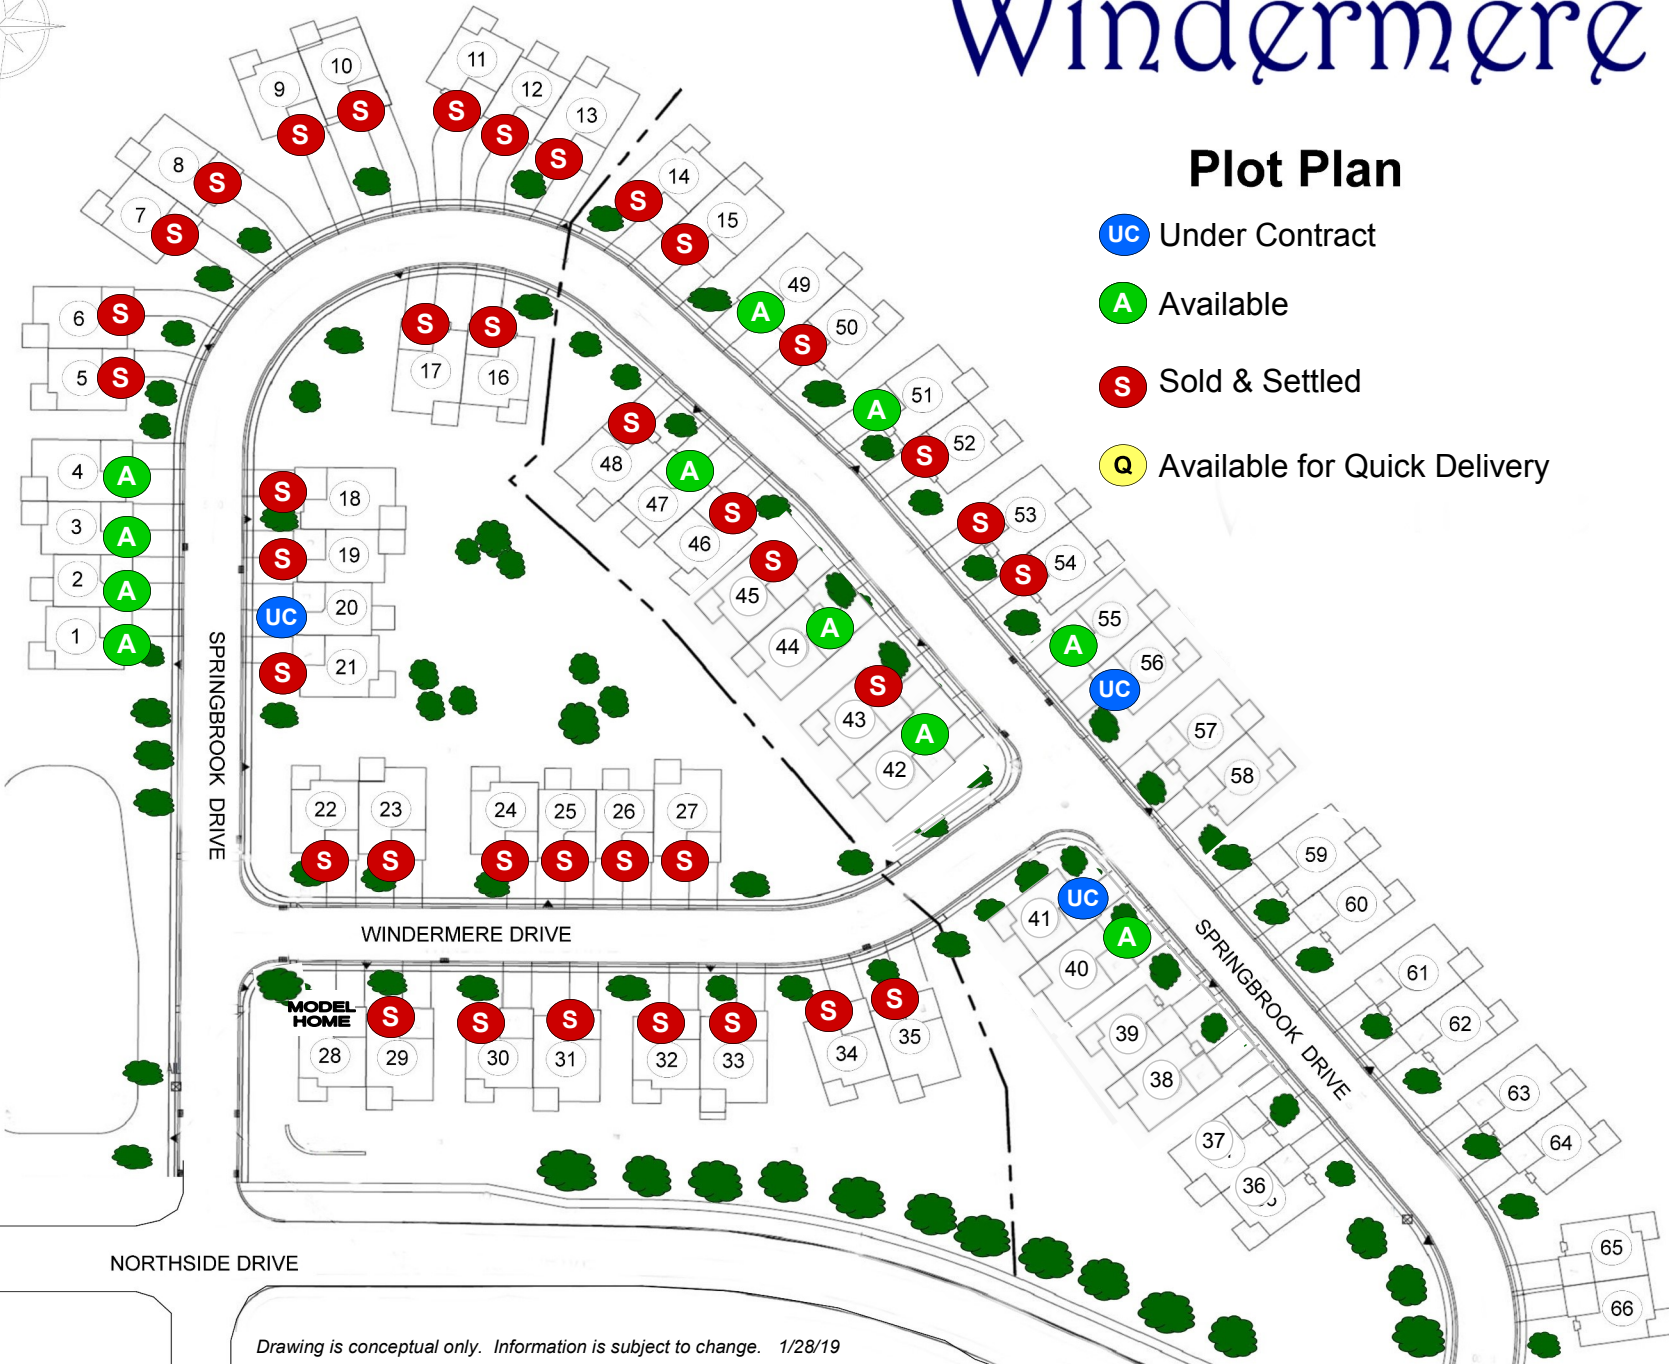 Windermere
Plot Plan
UC Under Contract
A Available
S Sold & Settled
Q Available for Quick Delivery
9 S
10 S
11 S
12 S
13 S
8 S
7 S
14 S
15 S
6 S
5 S
49 A
50 S
17 S
16 S
51 A
52 S
48 S
47 A
46 S
45 S
44 A
43 S
42 A
53 S
54 S
4 A
3 A
2 A
1 A
18 S
19 S
20 UC
21 S
55 A
56 UC
57
58
SPRINGBROOK DRIVE
22 S
23 S
24 S
25 S
26 S
27 S
59
60
WINDERMERE DRIVE
41 UC
40 A
SPRINGBROOK DRIVE
61
62
MODEL
HOME
28
29 S
30 S
31 S
32 S
33 S
34 S
35 S
39
38
63
64
37
36
65
66
NORTHSIDE DRIVE
Drawing is conceptual only. Information is subject to change. 1/28/19